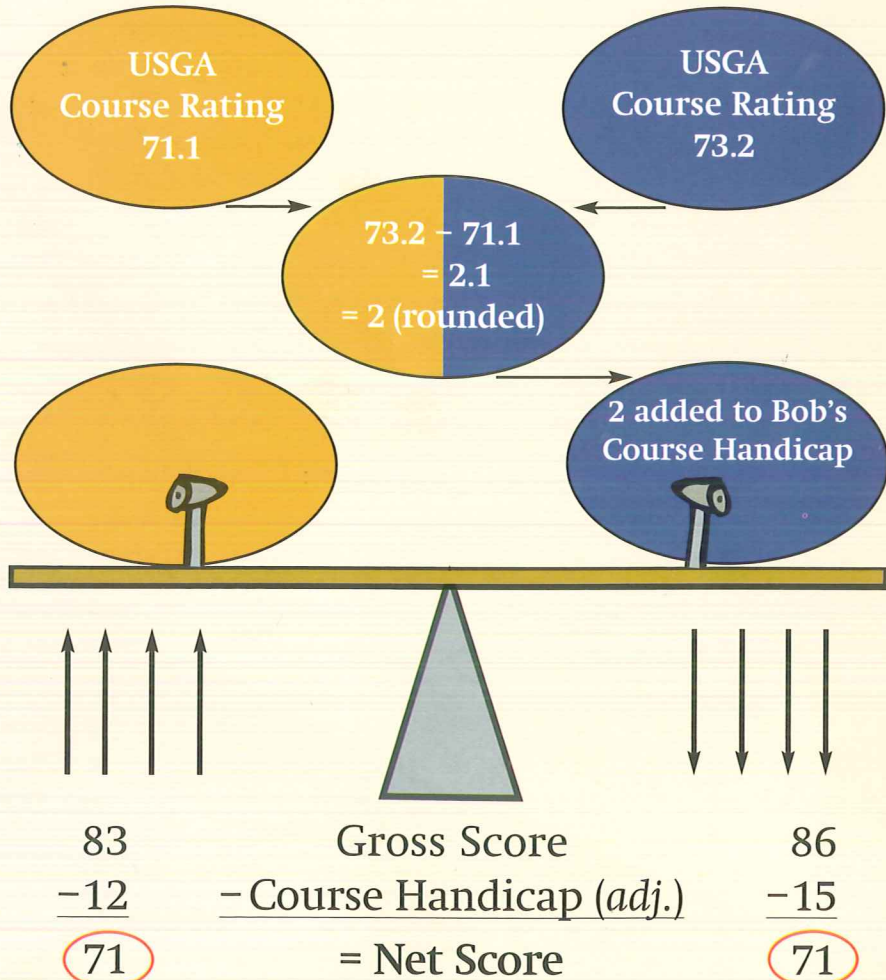 USGA
Course Rating
71.1
USGA
Course Rating
73.2
73.2 – 71.1
= 2.1
= 2 (rounded)
2 added to Bob's
Course Handicap
83 Gross Score 86
–12 – Course Handicap (adj.) –15
71 = Net Score 71